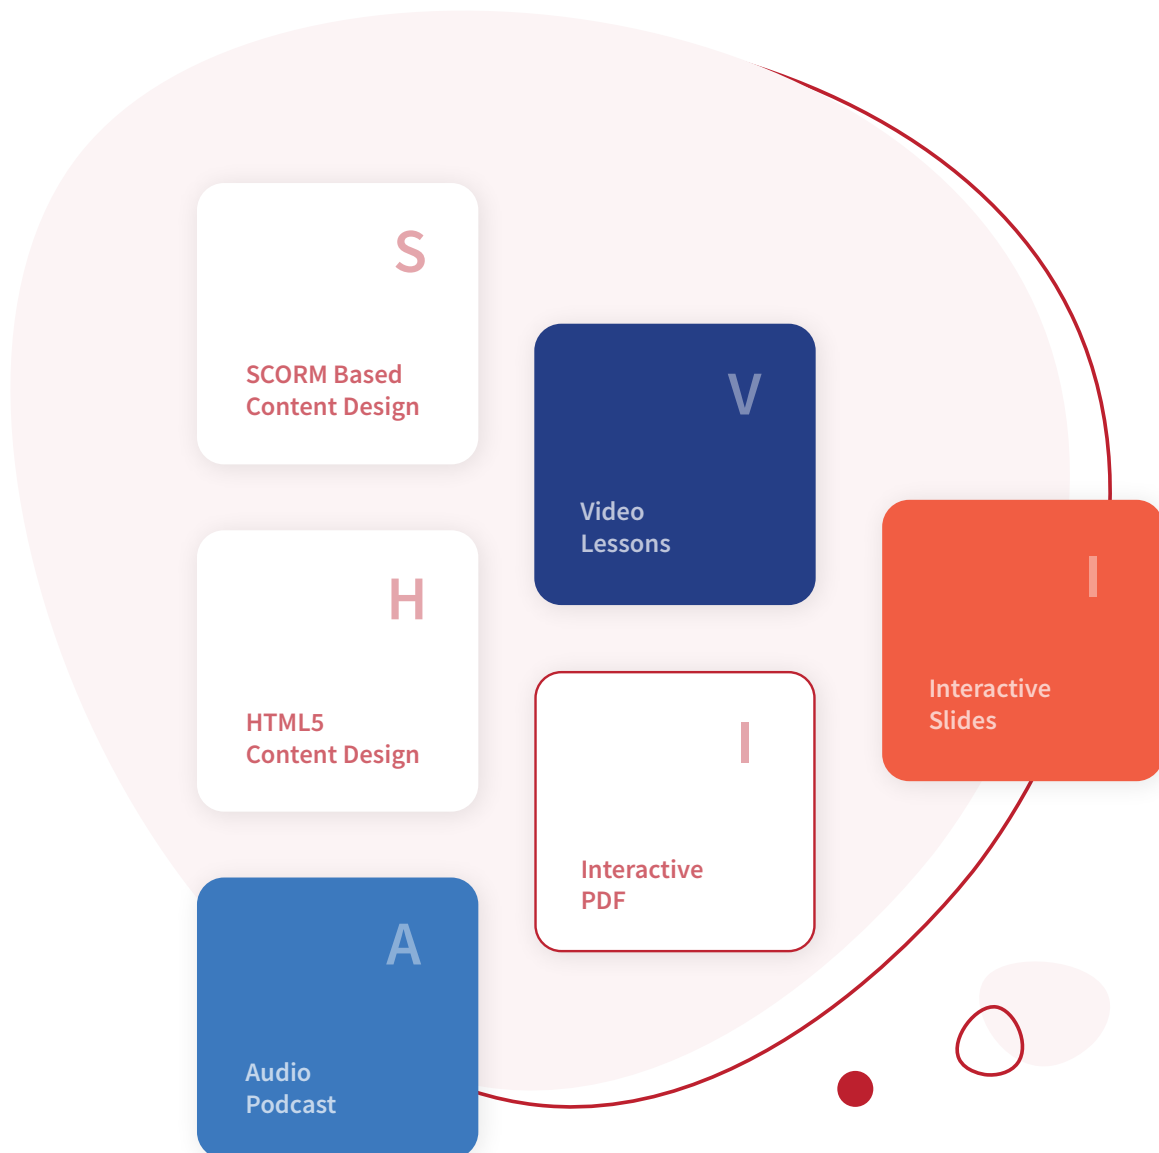 S
SCORM Based
Content Design
V
Video
Lessons
I
Interactive
Slides
H
HTML5
Content Design
I
Interactive
PDF
A
Audio
Podcast